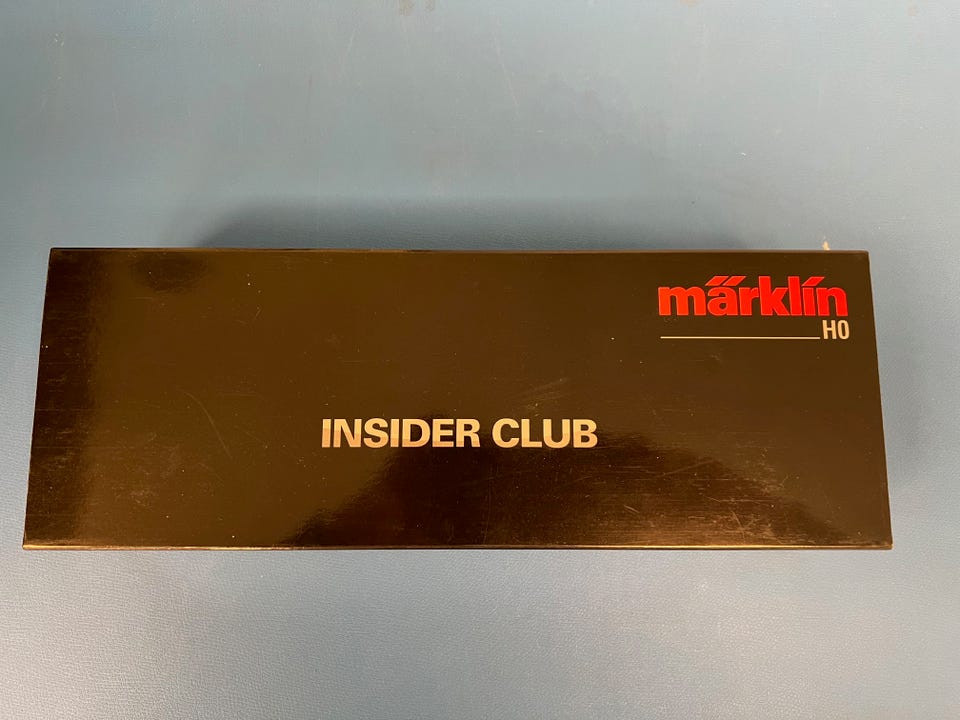 märklin
H0
INSIDER CLUB